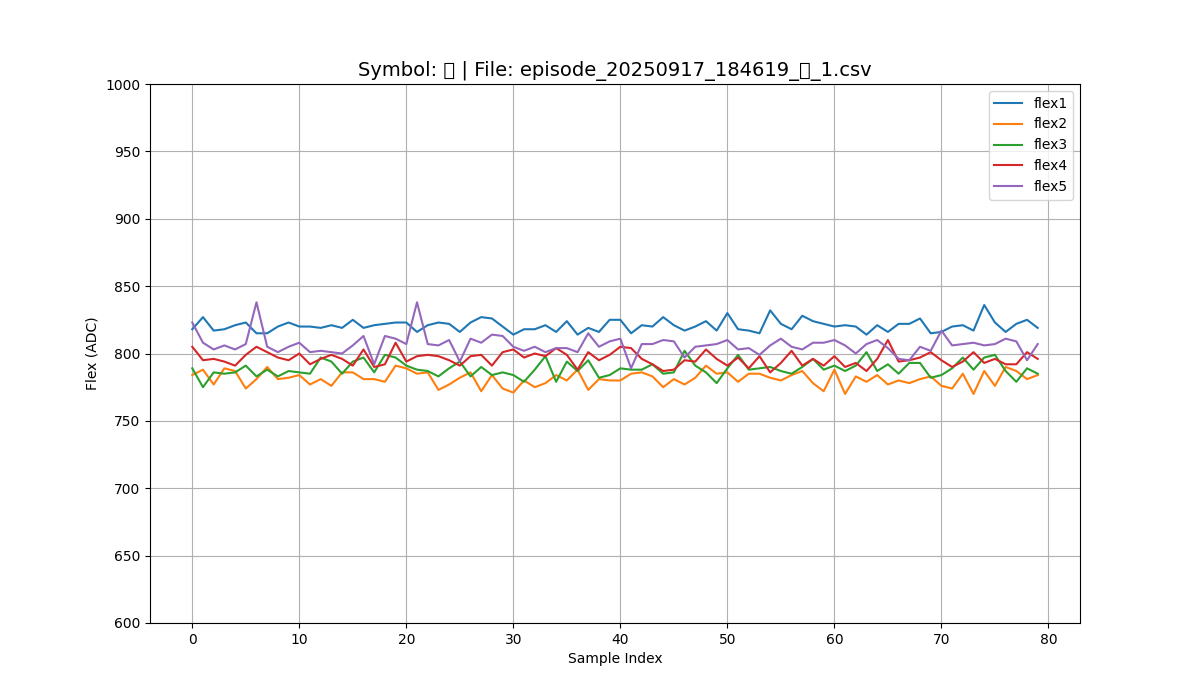 Symbol: ▯ | File: episode_20250917_184619_▯_1.csv
1000
950
900
850
800
750
700
650
600
Flex (ADC)
0 10 20 30 40 50 60 70 80
Sample Index
flex1
flex2
flex3
flex4
flex5